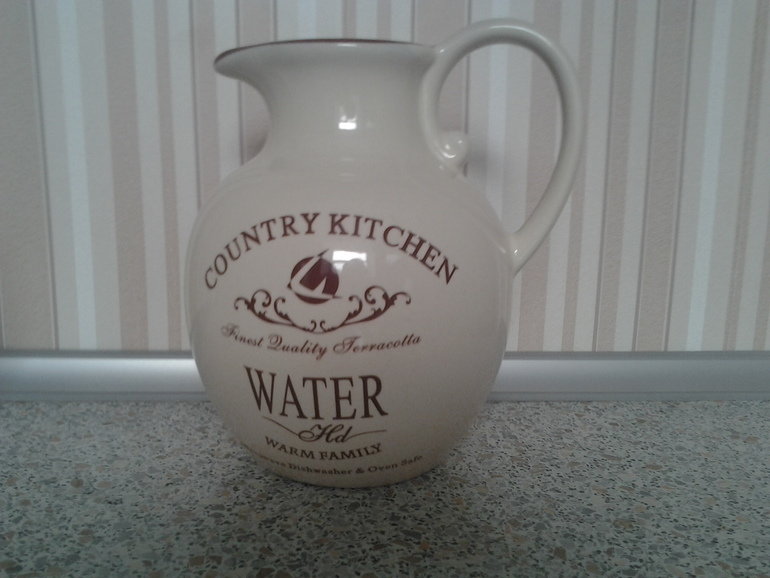 COUNTRY KITCHEN
Finest Quality Terracotta
WATER
Hd
WARM FAMILY
Dishwasher & Oven Safe